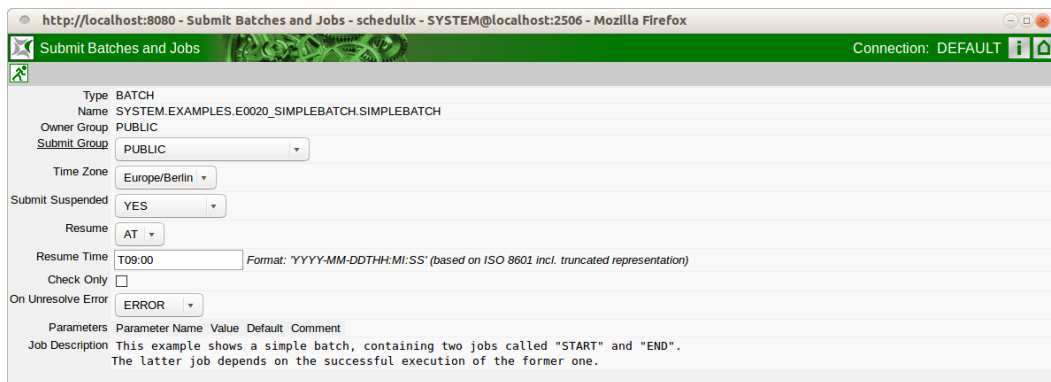 http://localhost:8080 - Submit Batches and Jobs - schedulix - SYSTEM@localhost:2506 - Mozilla Firefox
Submit Batches and Jobs Connection: DEFAULT i
Type BATCH
Name SYSTEM.EXAMPLES.E0020_SIMPLEBATCH.SIMPLEBATCH
Owner Group PUBLIC
Submit Group PUBLIC
Time Zone Europe/Berlin
Submit Suspended YES
Resume AT
Resume Time T09:00 Format: 'YYYY-MM-DDTHH:MI:SS' (based on ISO 8601 incl. truncated representation)
Check Only
On Unresolve Error ERROR
Parameters Parameter Name Value Default Comment
Job Description This example shows a simple batch, containing two jobs called "START" and "END".
The latter job depends on the successful execution of the former one.